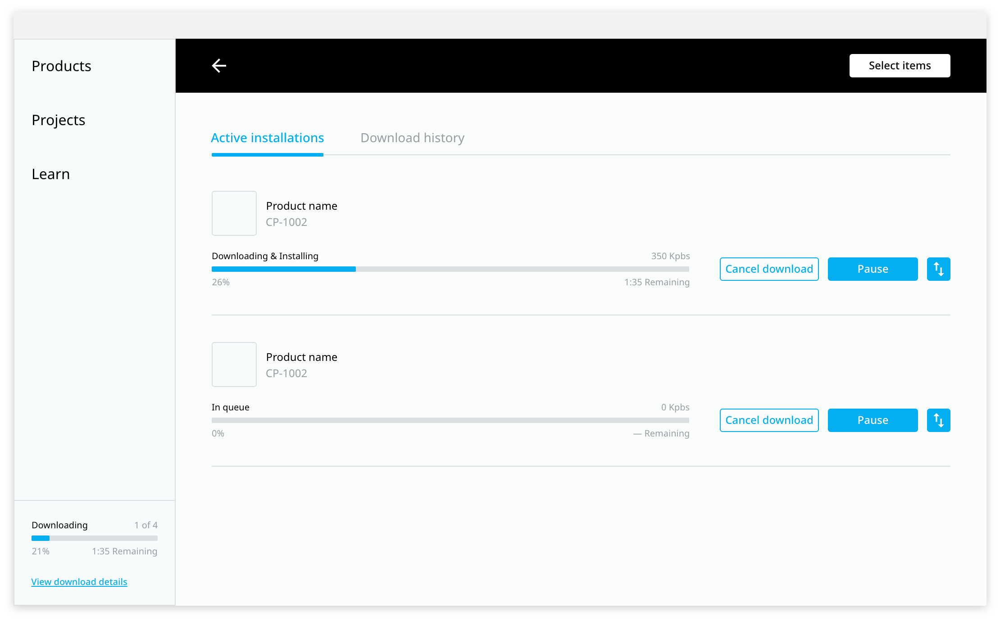 Products
Projects
Learn
Select items
Active installations
Download history
Product name
CP-1002
Downloading & Installing
350 Kpbs
26%
1:35 Remaining
Cancel download
Pause
Product name
CP-1002
In queue
0 Kpbs
0%
— Remaining
Cancel download
Pause
Downloading
1 of 4
21%
1:35 Remaining
View download details